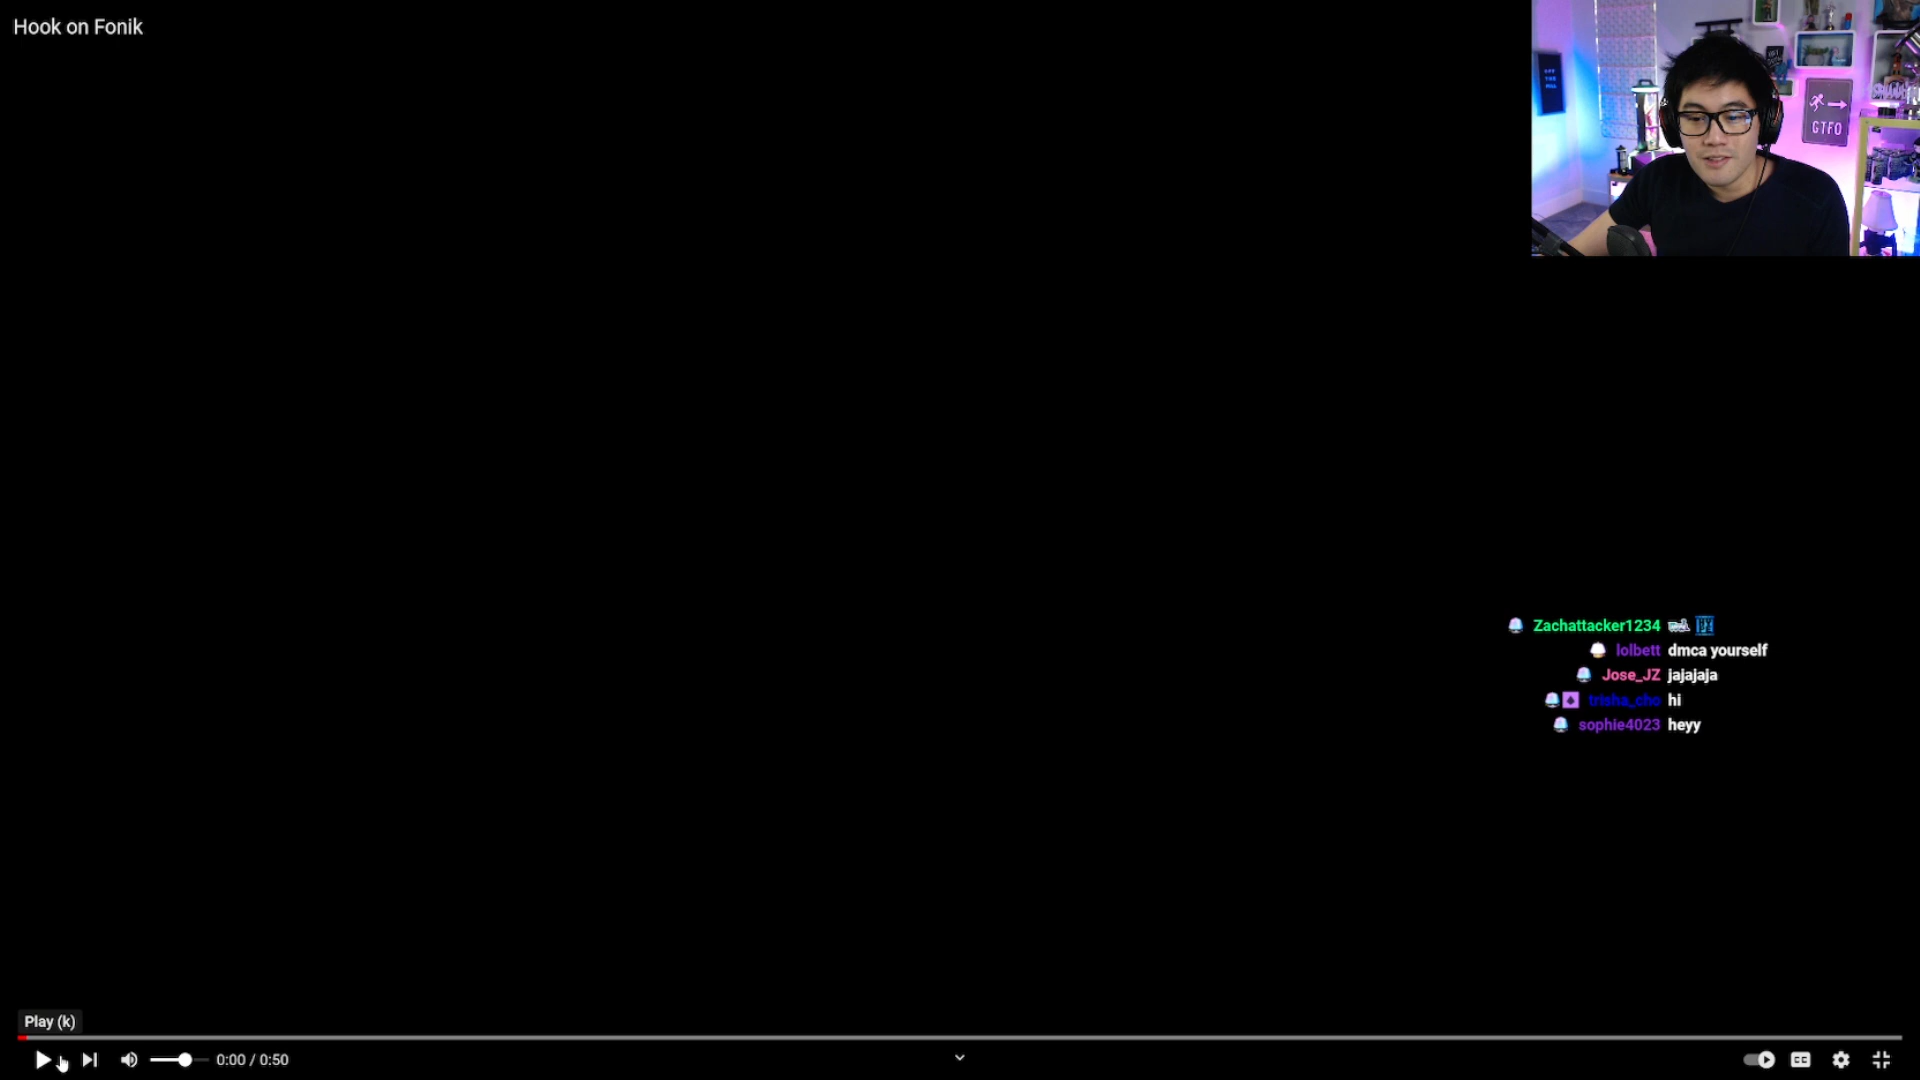 Hook on Fonik
GTFO
Zachattacker1234
lolbett dmca yourself
Jose_JZ jajajaja
trisha_cho hi
sophie4023 heyy
Play (k)
0:00 / 0:50
CC